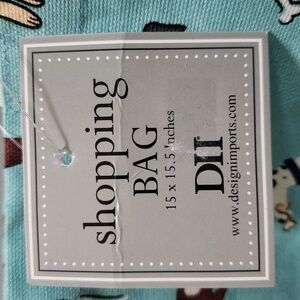 shopping
BAG
15 x 15.5 Inches
DII
www.designimports.com